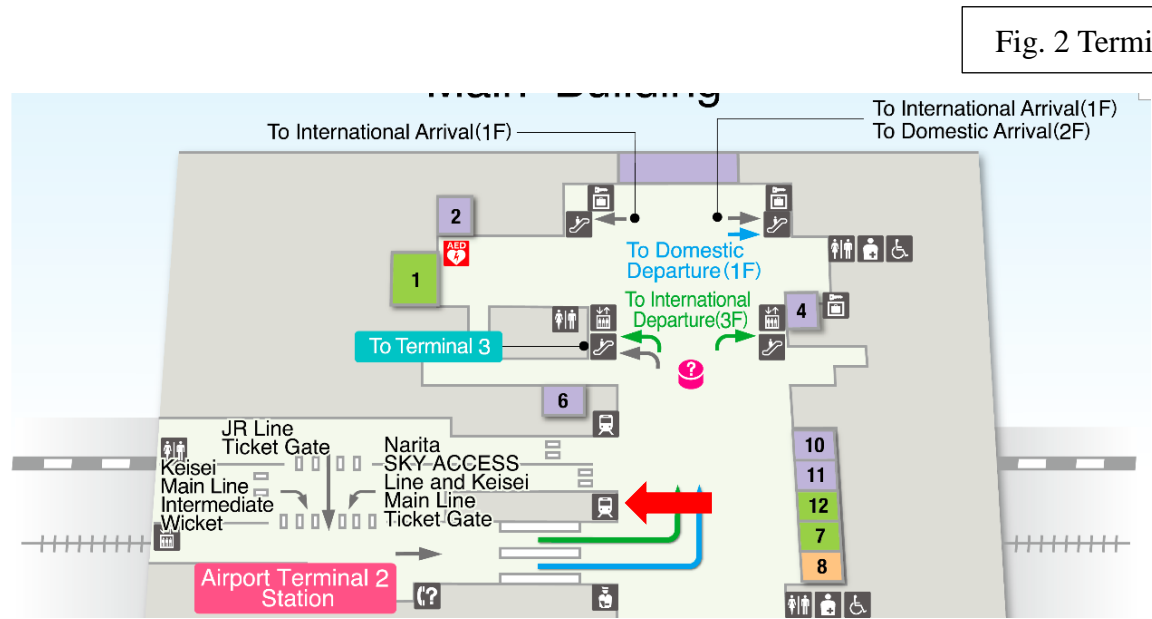 Fig. 2 Termi
Main Building
To International Arrival(1F)
To Domestic Arrival(2F)
To International Arrival(1F)
2
AED
1
To Domestic
Departure(1F)
To International
Departure(3F)
4
To Terminal 3
?
6
JR Line
Ticket Gate
Narita
SKY ACCESS
Line and Keisei
Main Line
Ticket Gate
Keisei
Main Line
Intermediate
Wicket
10
11
12
7
8
Airport Terminal 2
Station
?